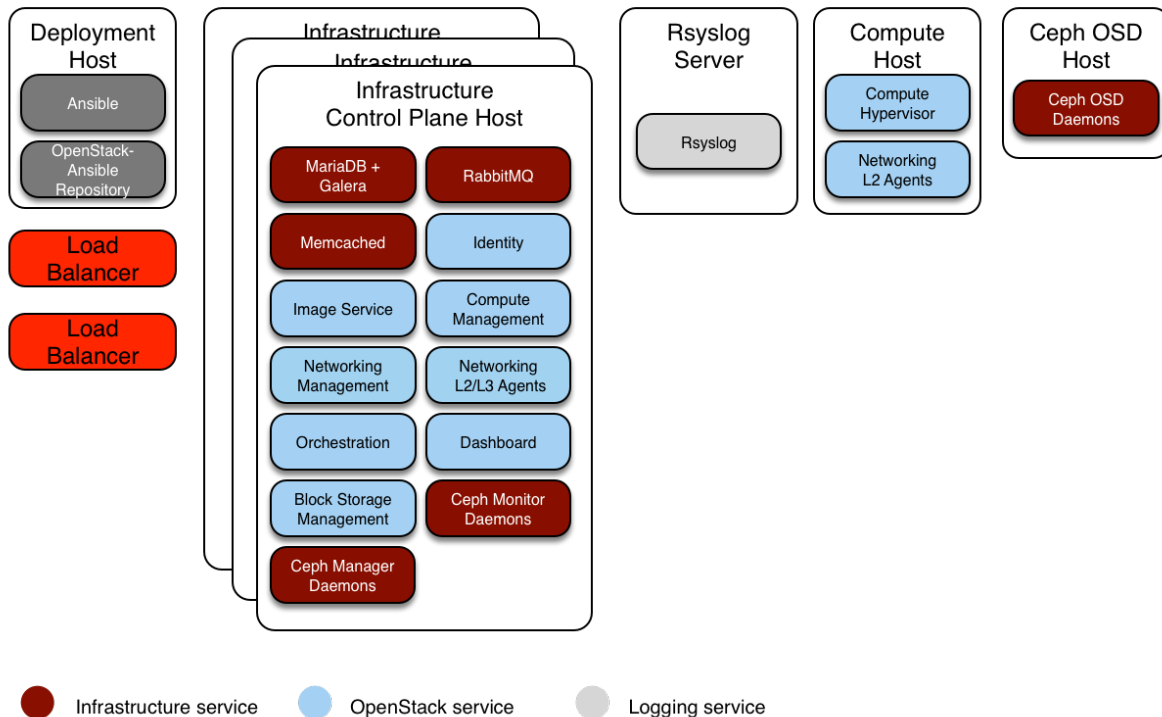 Deployment
Host
Ansible
OpenStack-
Ansible
Repository
Load
Balancer
Load
Balancer
Infrastructure
Infrastructure
Infrastructure
Control Plane Host
MariaDB +
Galera
RabbitMQ
Memcached
Identity
Image Service
Compute
Management
Networking
Management
Networking
L2/L3 Agents
Orchestration
Dashboard
Block Storage
Management
Ceph Monitor
Daemons
Ceph Manager
Daemons
Rsyslog
Server
Rsyslog
Compute
Host
Compute
Hypervisor
Networking
L2 Agents
Ceph OSD
Host
Ceph OSD
Daemons
Infrastructure service
OpenStack service
Logging service